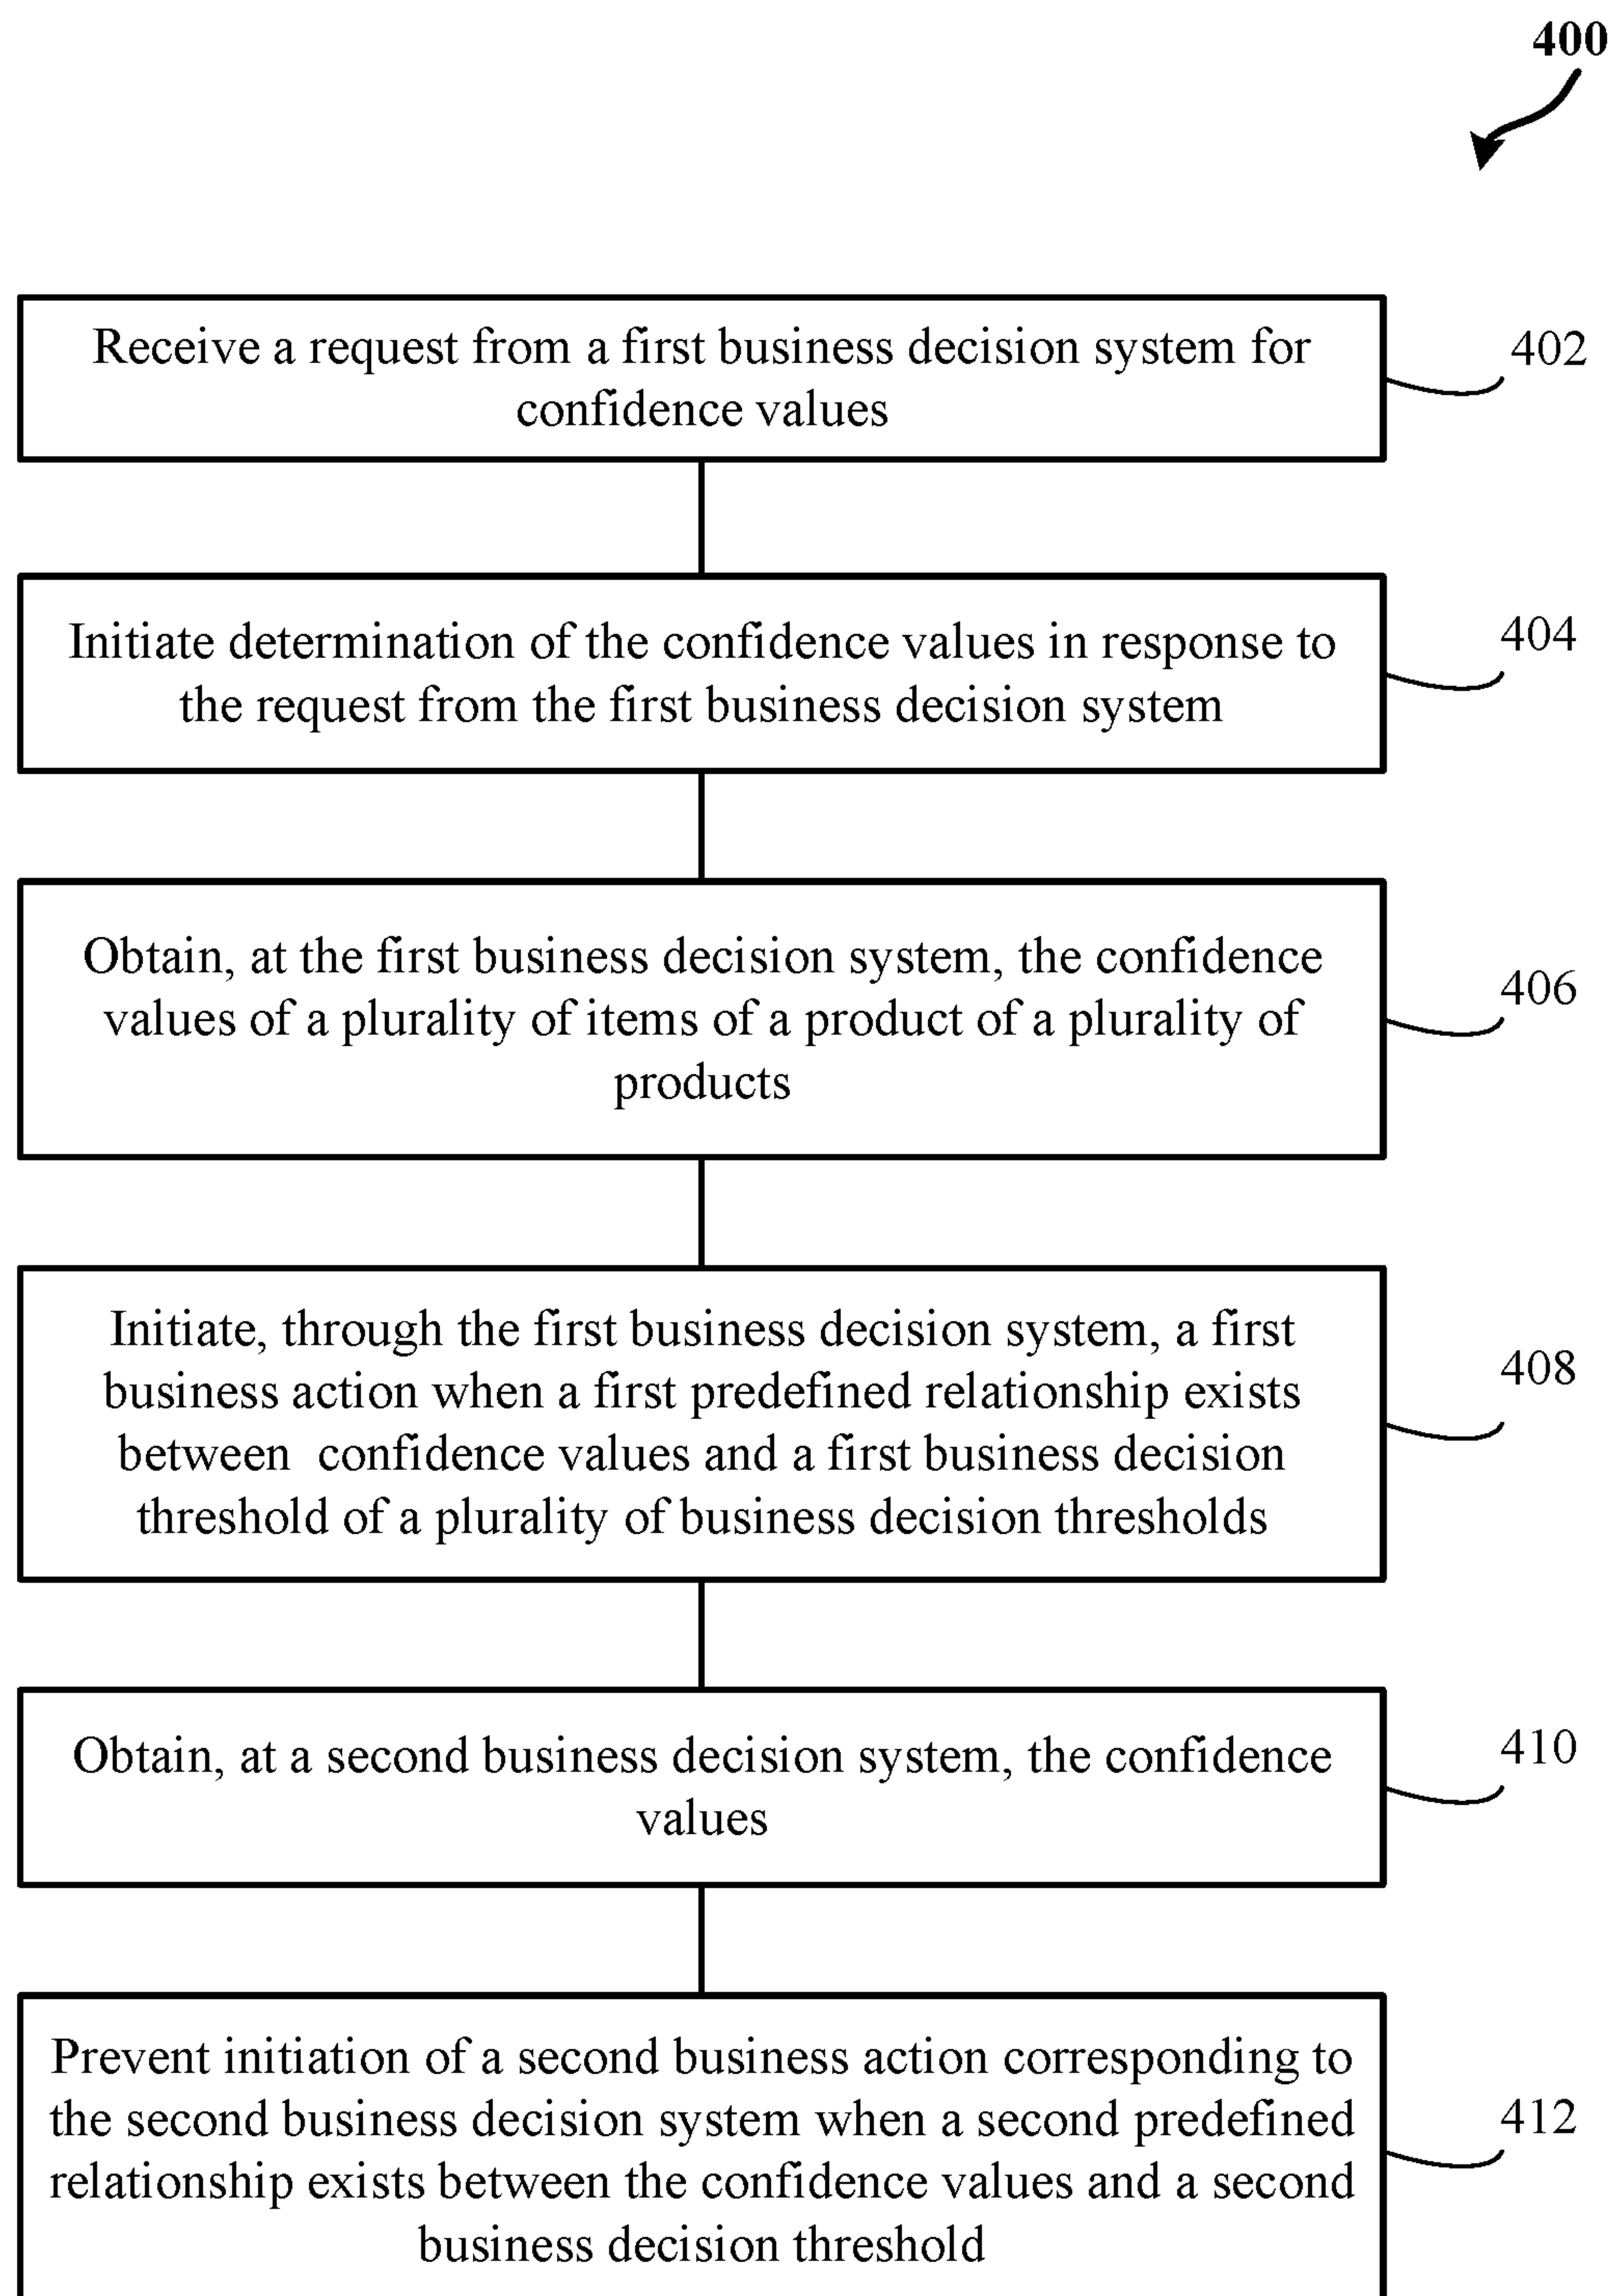 400
Receive a request from a first business decision system for
confidence values
402
Initiate determination of the confidence values in response to
the request from the first business decision system
404
Obtain, at the first business decision system, the confidence
values of a plurality of items of a product of a plurality of
products
406
Initiate, through the first business decision system, a first
business action when a first predefined relationship exists
between confidence values and a first business decision
threshold of a plurality of business decision thresholds
408
Obtain, at a second business decision system, the confidence
values
410
Prevent initiation of a second business action corresponding to
the second business decision system when a second predefined
relationship exists between the confidence values and a second
business decision threshold
412